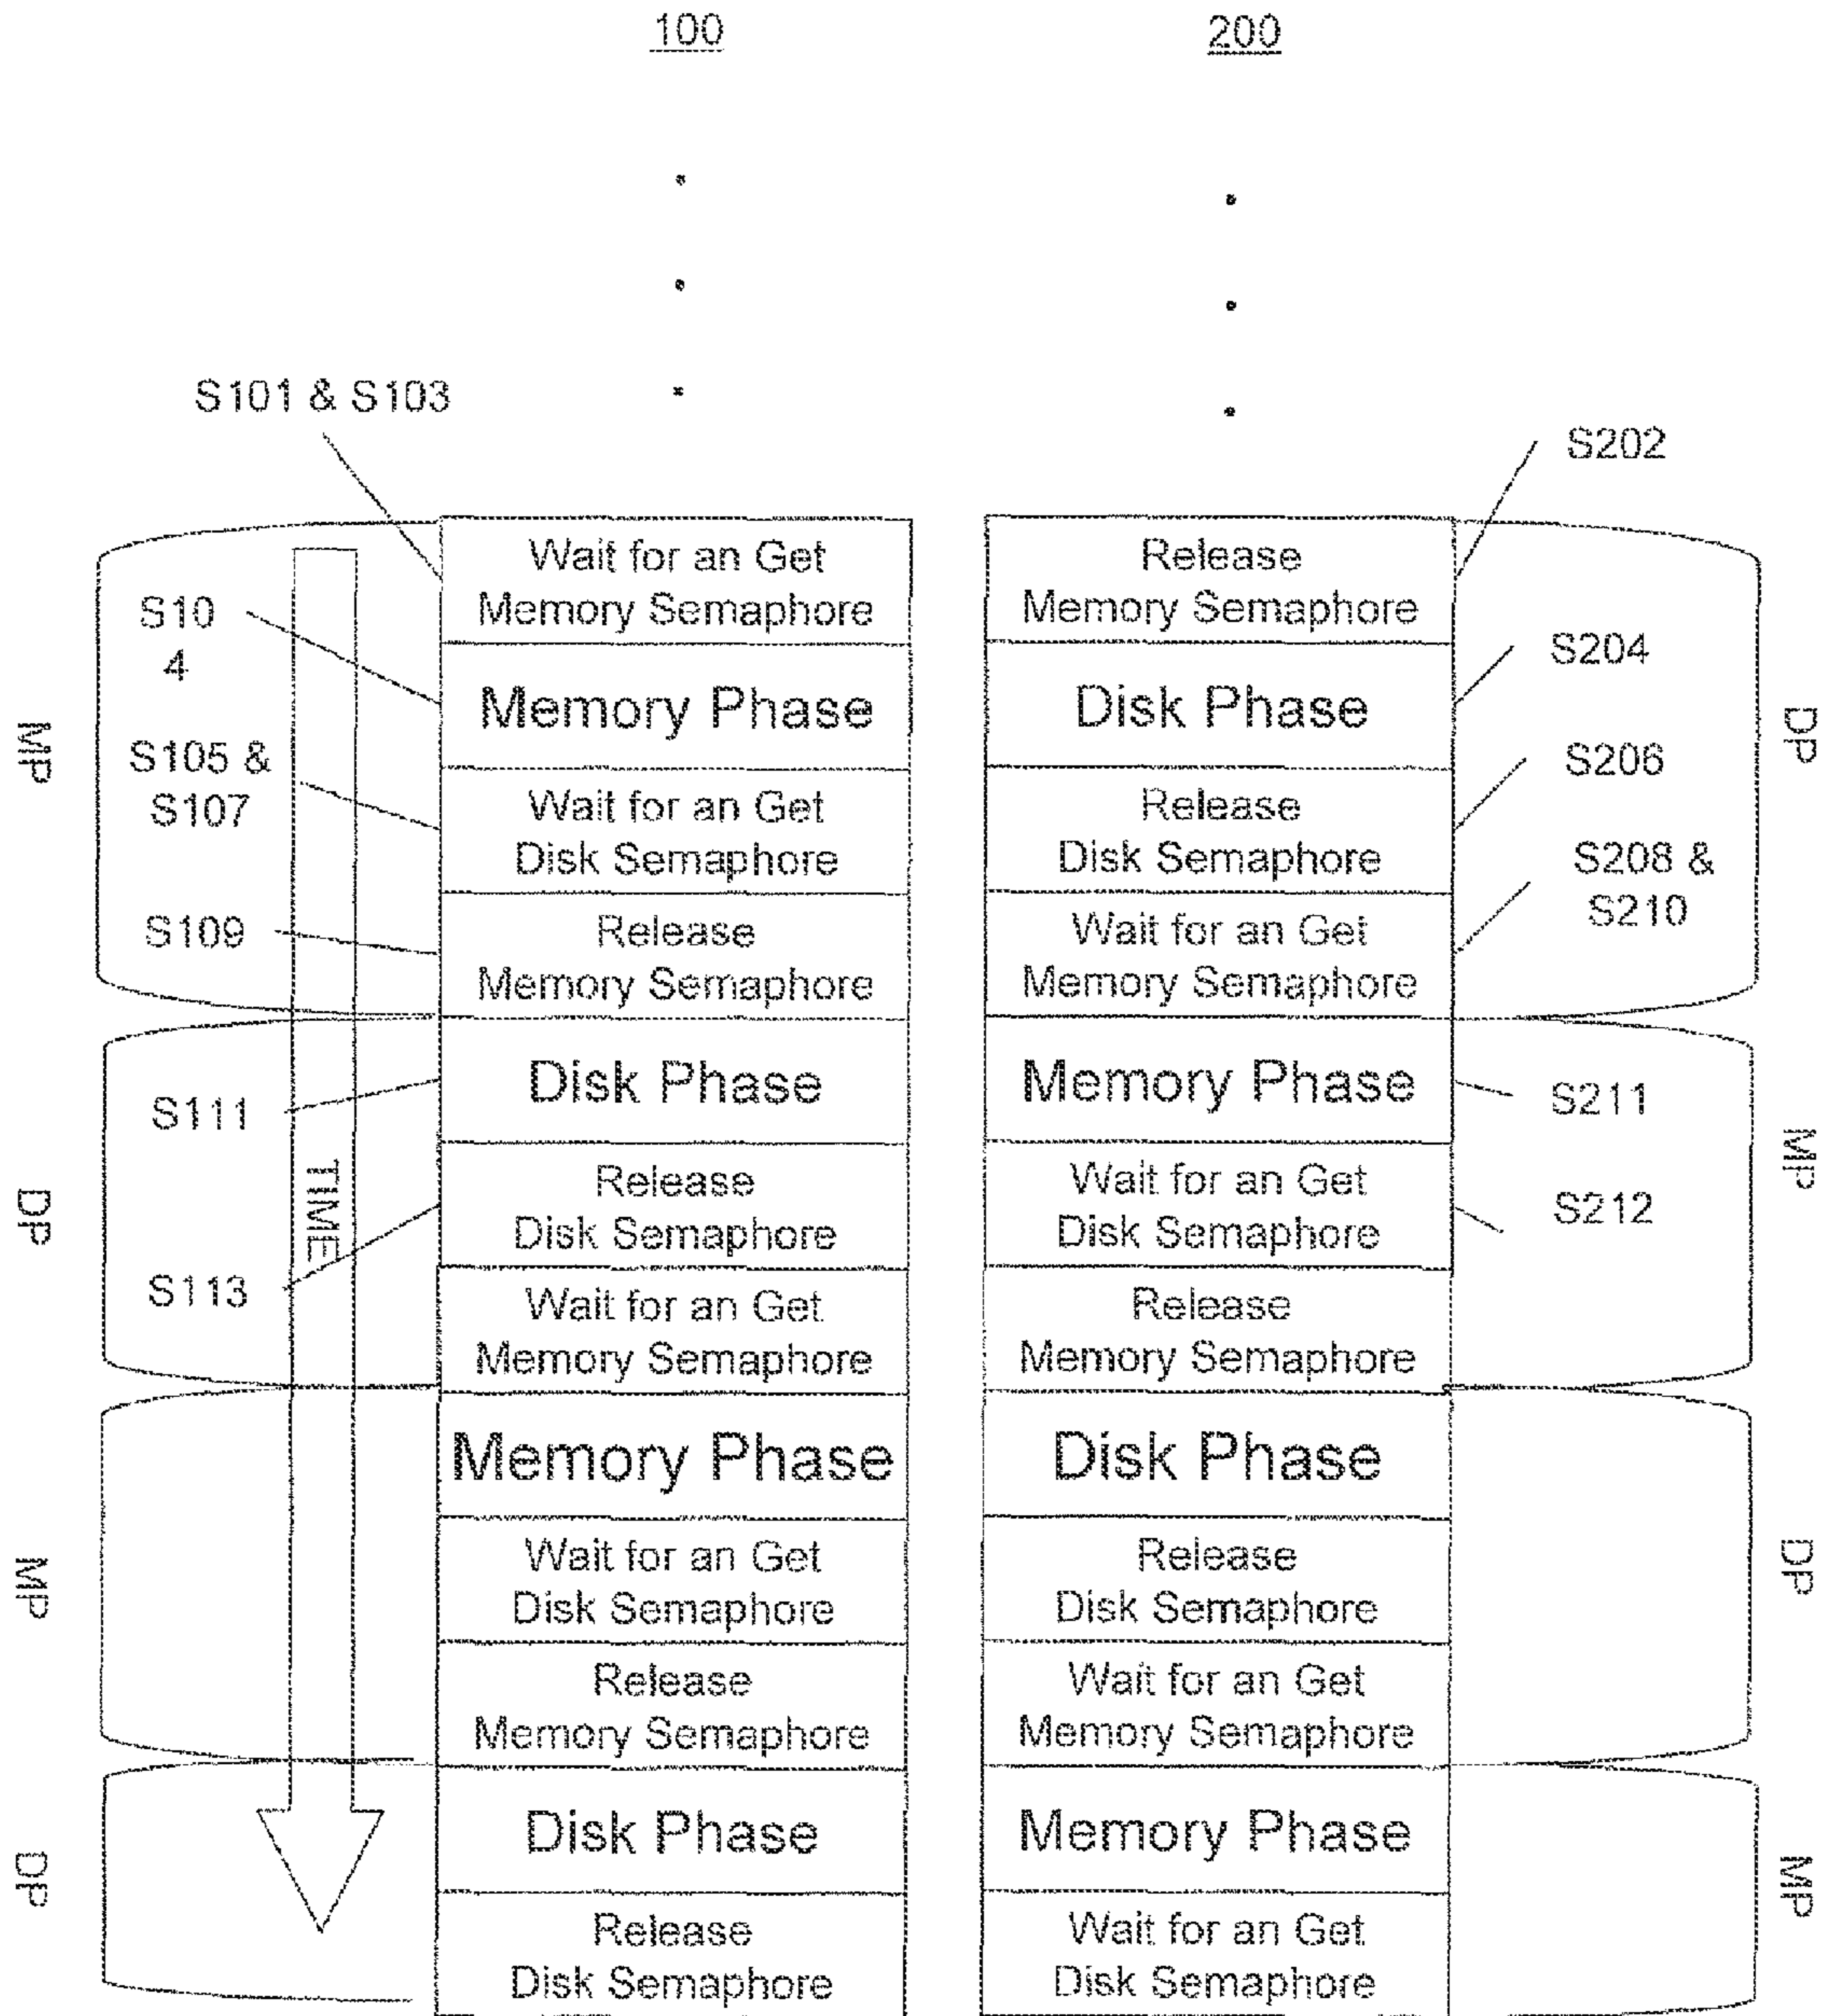 100
200
S101 & S103
S202
Wait for an Get
Memory Semaphore
Release
Memory Semaphore
S10
4
S204
Memory Phase
Disk Phase
MP
DP
S105 &
S107
S206
Wait for an Get
Disk Semaphore
Release
Disk Semaphore
S208 &
S210
S109
Release
Memory Semaphore
Wait for an Get
Memory Semaphore
Disk Phase
Memory Phase
S111
S211
MP
DP
TIME
Release
Disk Semaphore
Wait for an Get
Disk Semaphore
S212
S113
Wait for an Get
Memory Semaphore
Release
Memory Semaphore
Memory Phase
Disk Phase
MP
DP
Wait for an Get
Disk Semaphore
Release
Disk Semaphore
Release
Memory Semaphore
Wait for an Get
Memory Semaphore
Disk Phase
Memory Phase
DP
MP
Release
Disk Semaphore
Wait for an Get
Disk Semaphore